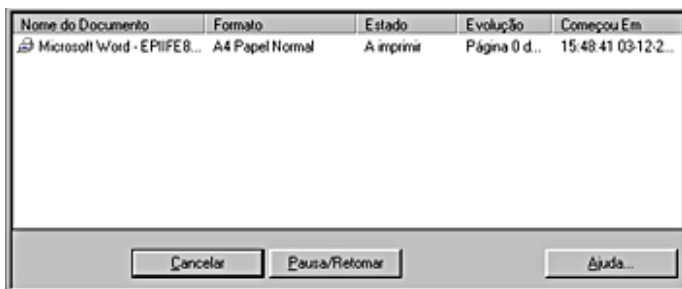 Nome do Documento Formato Estado Evolução Começou Em
Microsoft Word - EPIIFE8... A4 Papel Normal A imprimir Página 0 d... 15:48:41 03-12-2...
Cancelar Pausa/Retomar Ajuda...